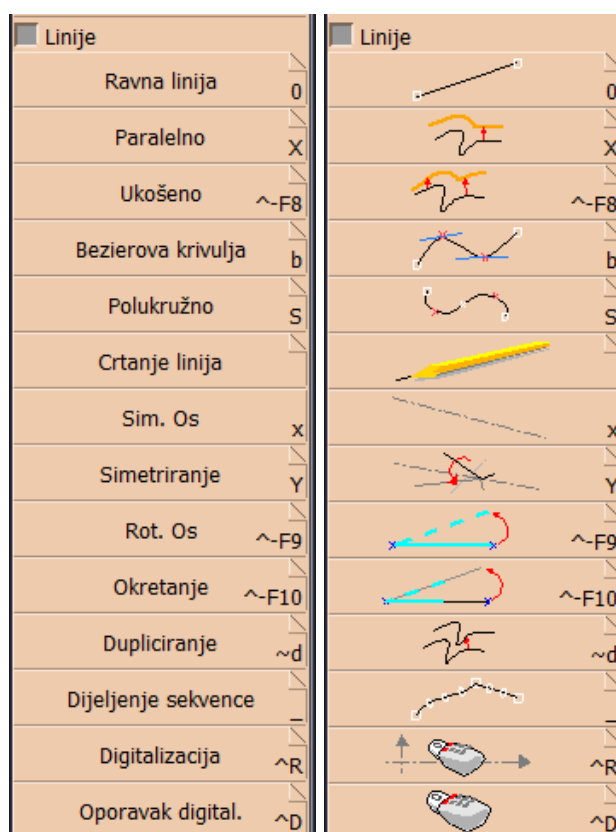 Linije
Ravna linija 0
Paralelno X
Ukošeno ^-F8
Bezierova krivulja b
Polukružno S
Crtanje linija
Sim. Os x
Simetriranje Y
Rot. Os ^-F9
Okretanje ^-F10
Dupliciranje ~d
Dijeljenje sekvence _
Digitalizacija ^R
Oporavak digital. ^D
Linije
0
X
^-F8
b
S
x
Y
^-F9
^-F10
~d
_
^R
^D